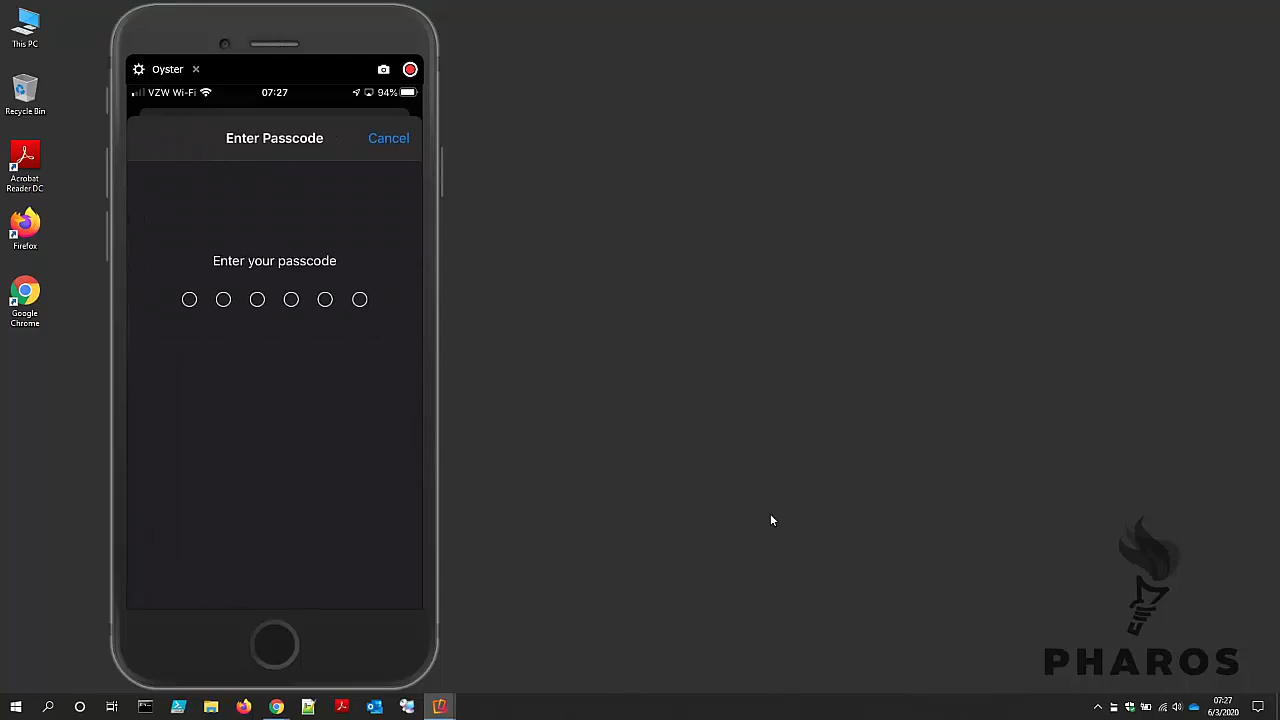 This PC
Recycle Bin
Acrobat
Reader DC
Firefox
Google
Chrome
Oyster
VZW Wi-Fi 07:27 94%
Enter Passcode Cancel
Enter your passcode
PHAROS
07:27
6/3/2020